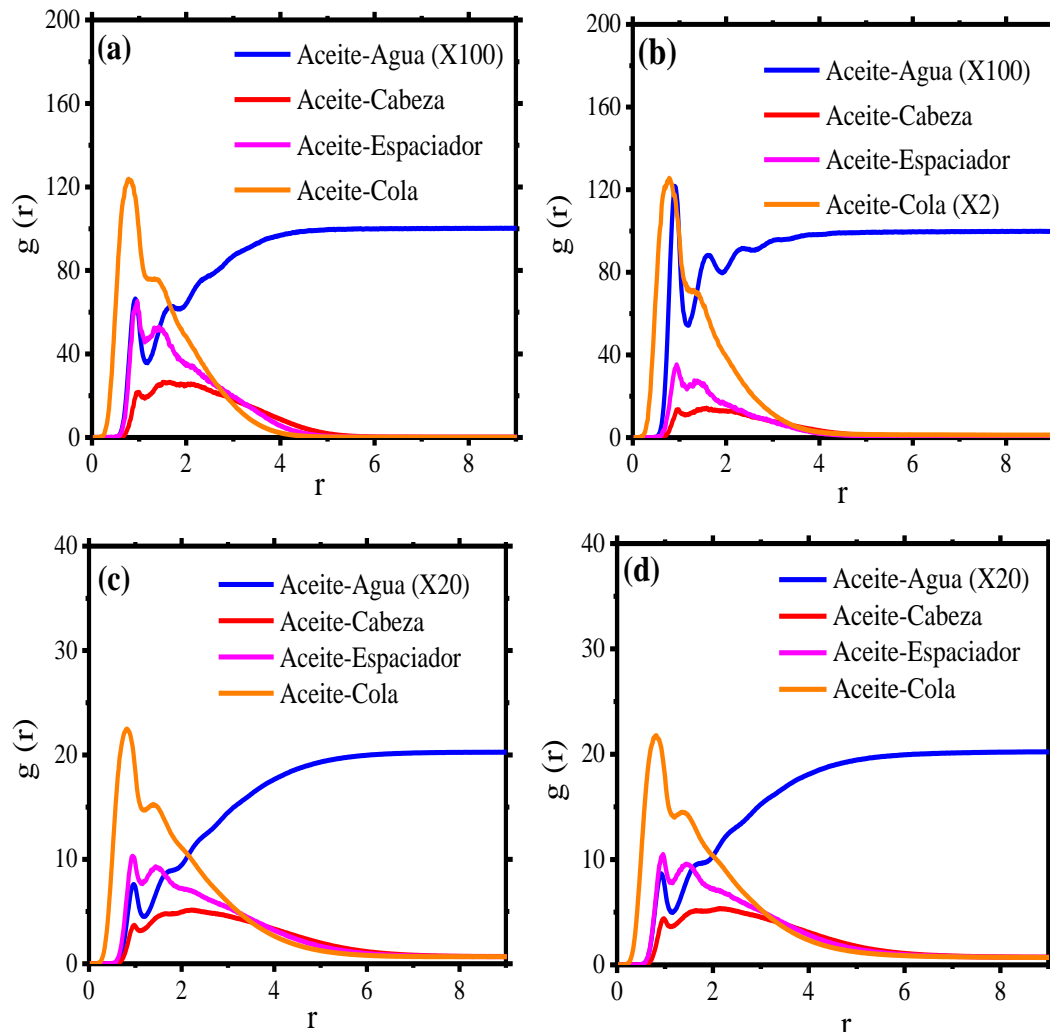 (a)
Aceite-Agua (X100)
Aceite-Cabeza
Aceite-Espaciador
Aceite-Cola
200
160
120
80
40
0
g (r)
0 2 4 6 8
r
(b)
Aceite-Agua (X100)
Aceite-Cabeza
Aceite-Espaciador
Aceite-Cola (X2)
200
160
120
80
40
0
g (r)
0 2 4 6 8
r
(c)
Aceite-Agua (X20)
Aceite-Cabeza
Aceite-Espaciador
Aceite-Cola
40
30
20
10
0
g (r)
0 2 4 6 8
r
(d)
Aceite-Agua (X20)
Aceite-Cabeza
Aceite-Espaciador
Aceite-Cola
40
30
20
10
0
g (r)
0 2 4 6 8
r